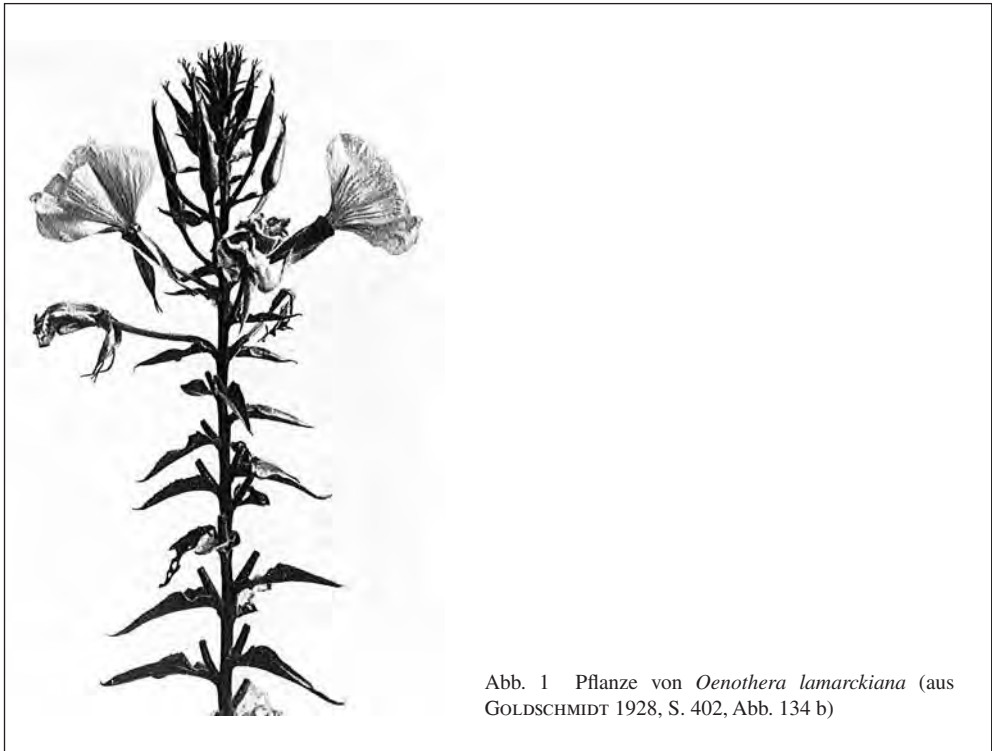 Abb. 1 Pflanze von Oenothera lamarckiana (aus
GOLDSCHMIDT 1928, S. 402, Abb. 134 b)